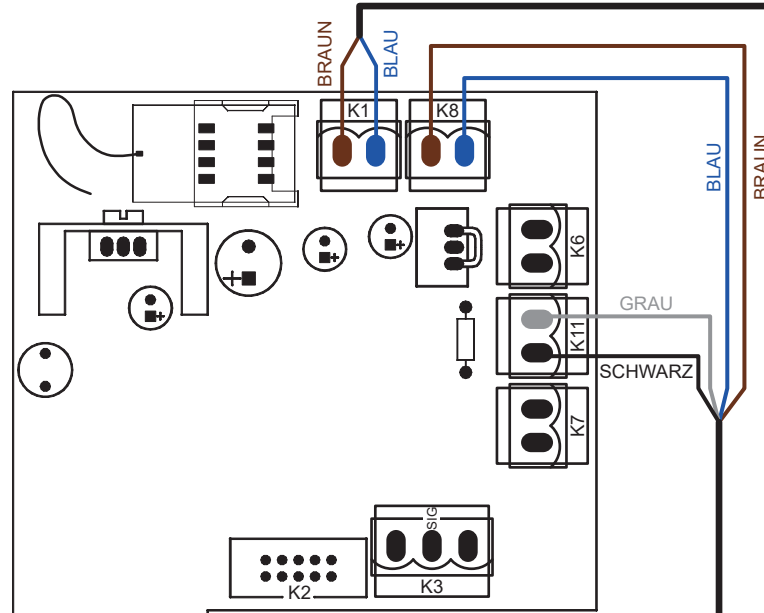 BRAUN
BLAU
K1
K8
BLAU
BRAUN
K6
+
+
+
+
GRAU
K11
SCHWARZ
K7
SIG
K2
K3